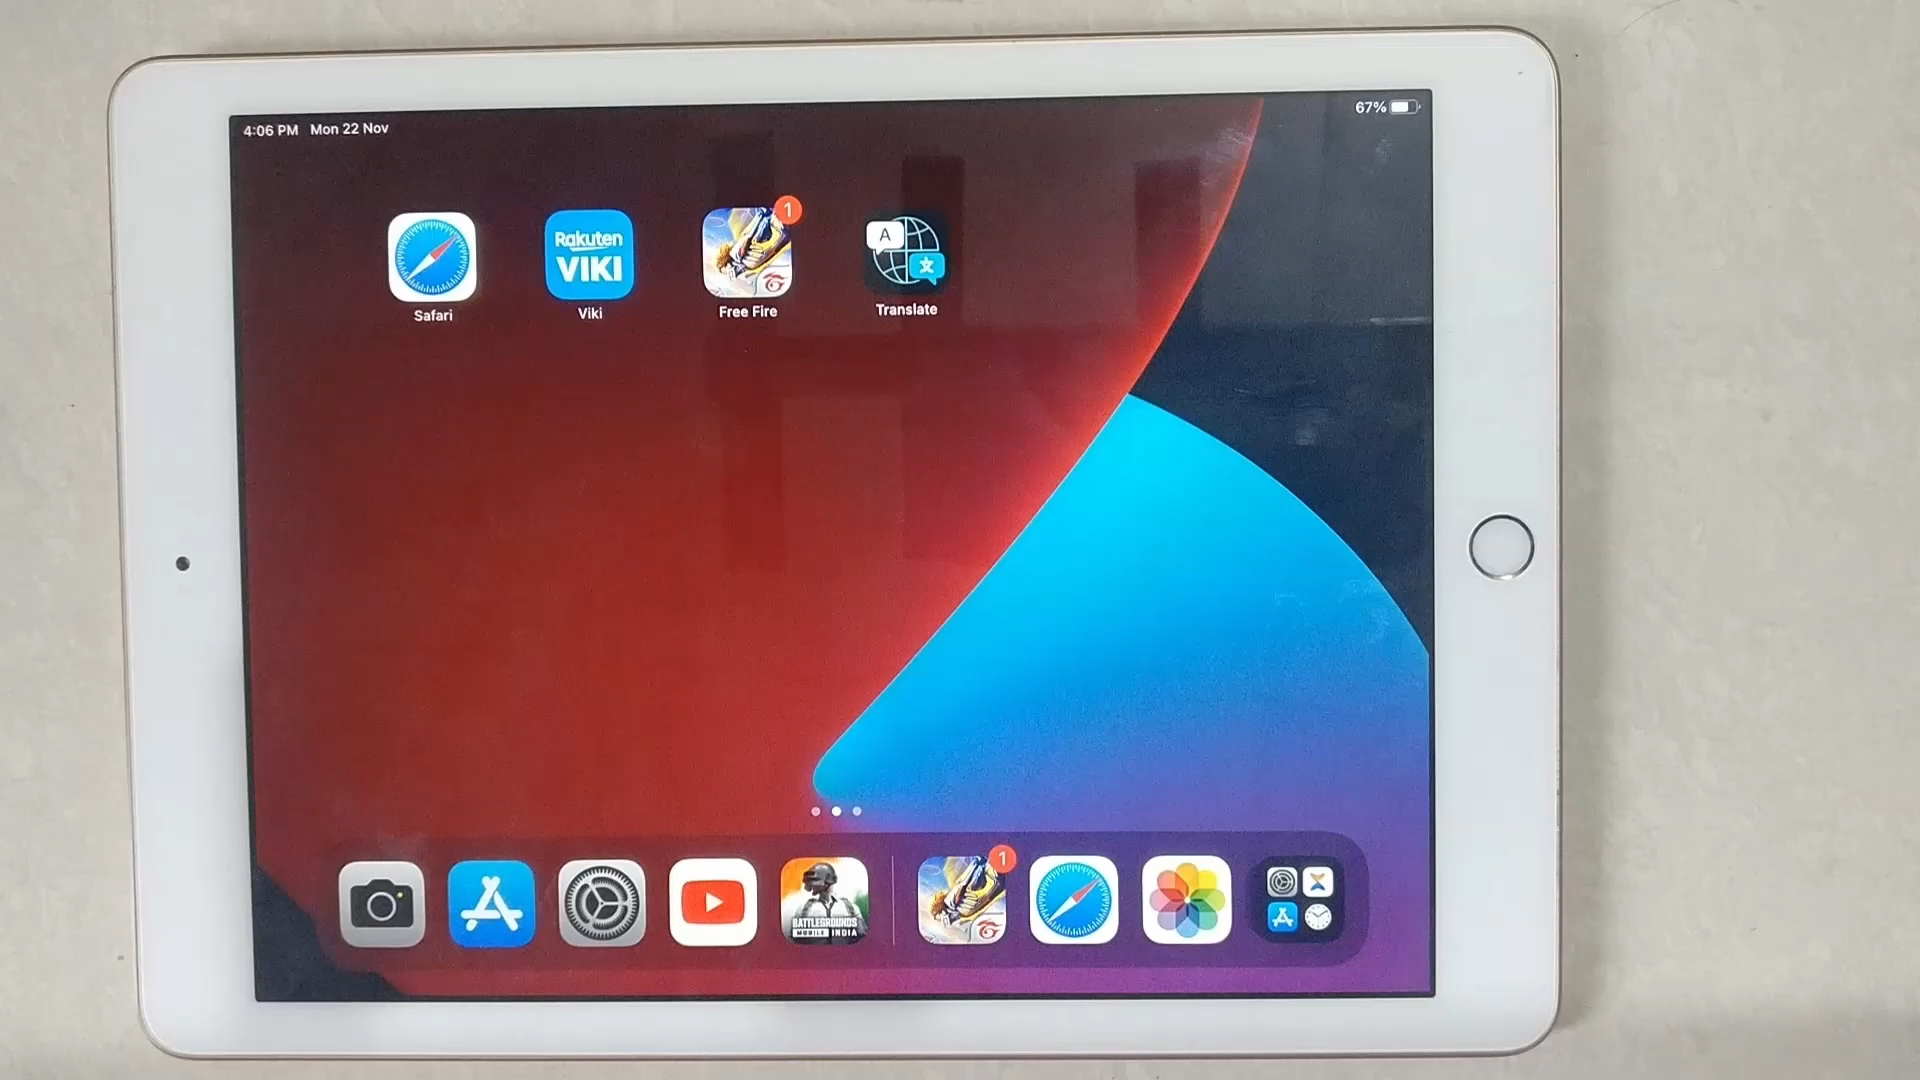 4:06 PM Mon 22 Nov
67%
Rakuten
VIKI
1
A
文
Safari
Viki
Free Fire
Translate
1
BATTLEGROUNDS
MOBILE INDIA